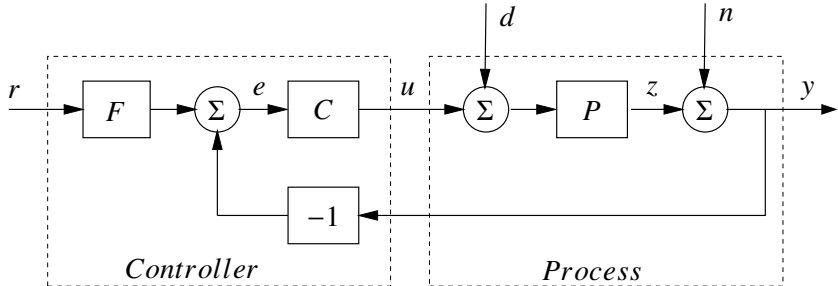 d
n
r
F
Σ
e
C
u
Σ
P
z
Σ
y
−1
Controller
Process